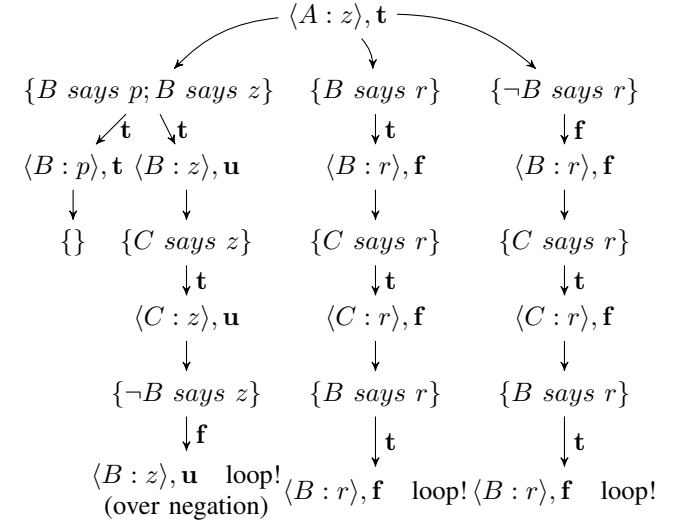 ⟨A : z⟩, t
{B says p; B says z} {B says r} {¬B says r}
t t t f
⟨B : p⟩, t ⟨B : z⟩, u ⟨B : r⟩, f ⟨B : r⟩, f
{} {C says z} {C says r} {C says r}
t t t
⟨C : z⟩, u ⟨C : r⟩, f ⟨C : r⟩, f
{¬B says z} {B says r} {B says r}
f t t
⟨B : z⟩, u loop! ⟨B : r⟩, f loop! ⟨B : r⟩, f loop!
(over negation)